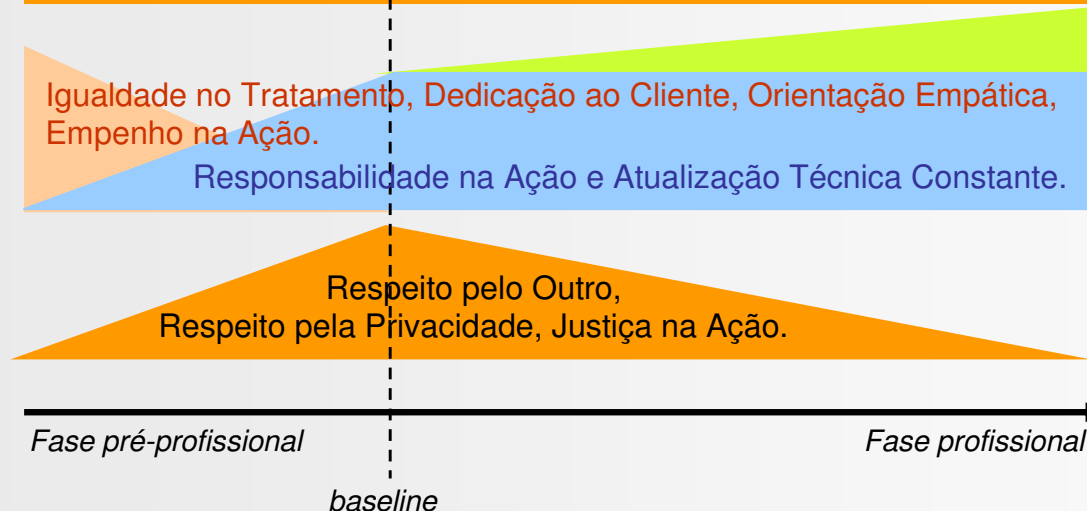 Igualdade no Tratamento, Dedicação ao Cliente, Orientação Empática,
Empenho na Ação.
Responsabilidade na Ação e Atualização Técnica Constante.
Respeito pelo Outro,
Respeito pela Privacidade, Justiça na Ação.
Fase pré-profissional
Fase profissional
baseline